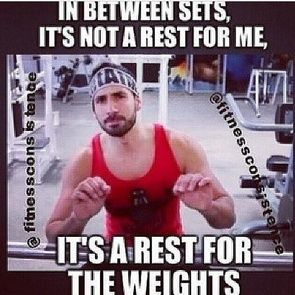 IN BETWEEN SETS,
IT'S NOT A REST FOR ME,
@fitnessconsistence
@fitnessconsistence
IT'S A REST FOR
THE WEIGHTS